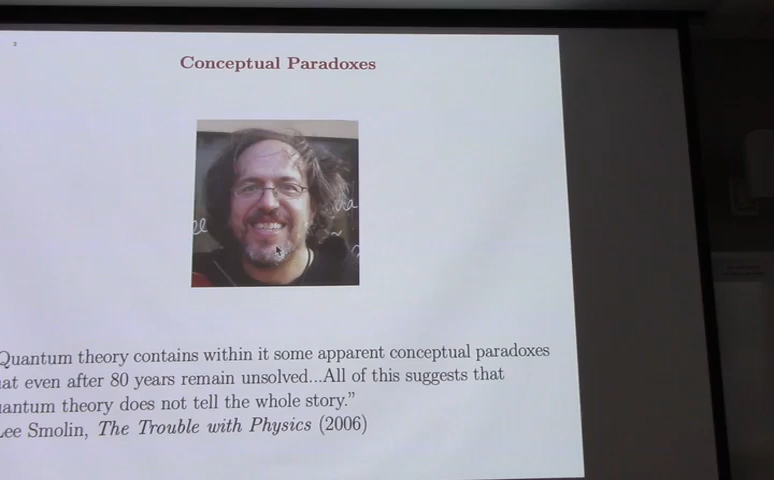 Conceptual Paradoxes
Quantum theory contains within it some apparent conceptual paradoxes
at even after 80 years remain unsolved...All of this suggests that
antum theory does not tell the whole story.”
Lee Smolin, The Trouble with Physics (2006)